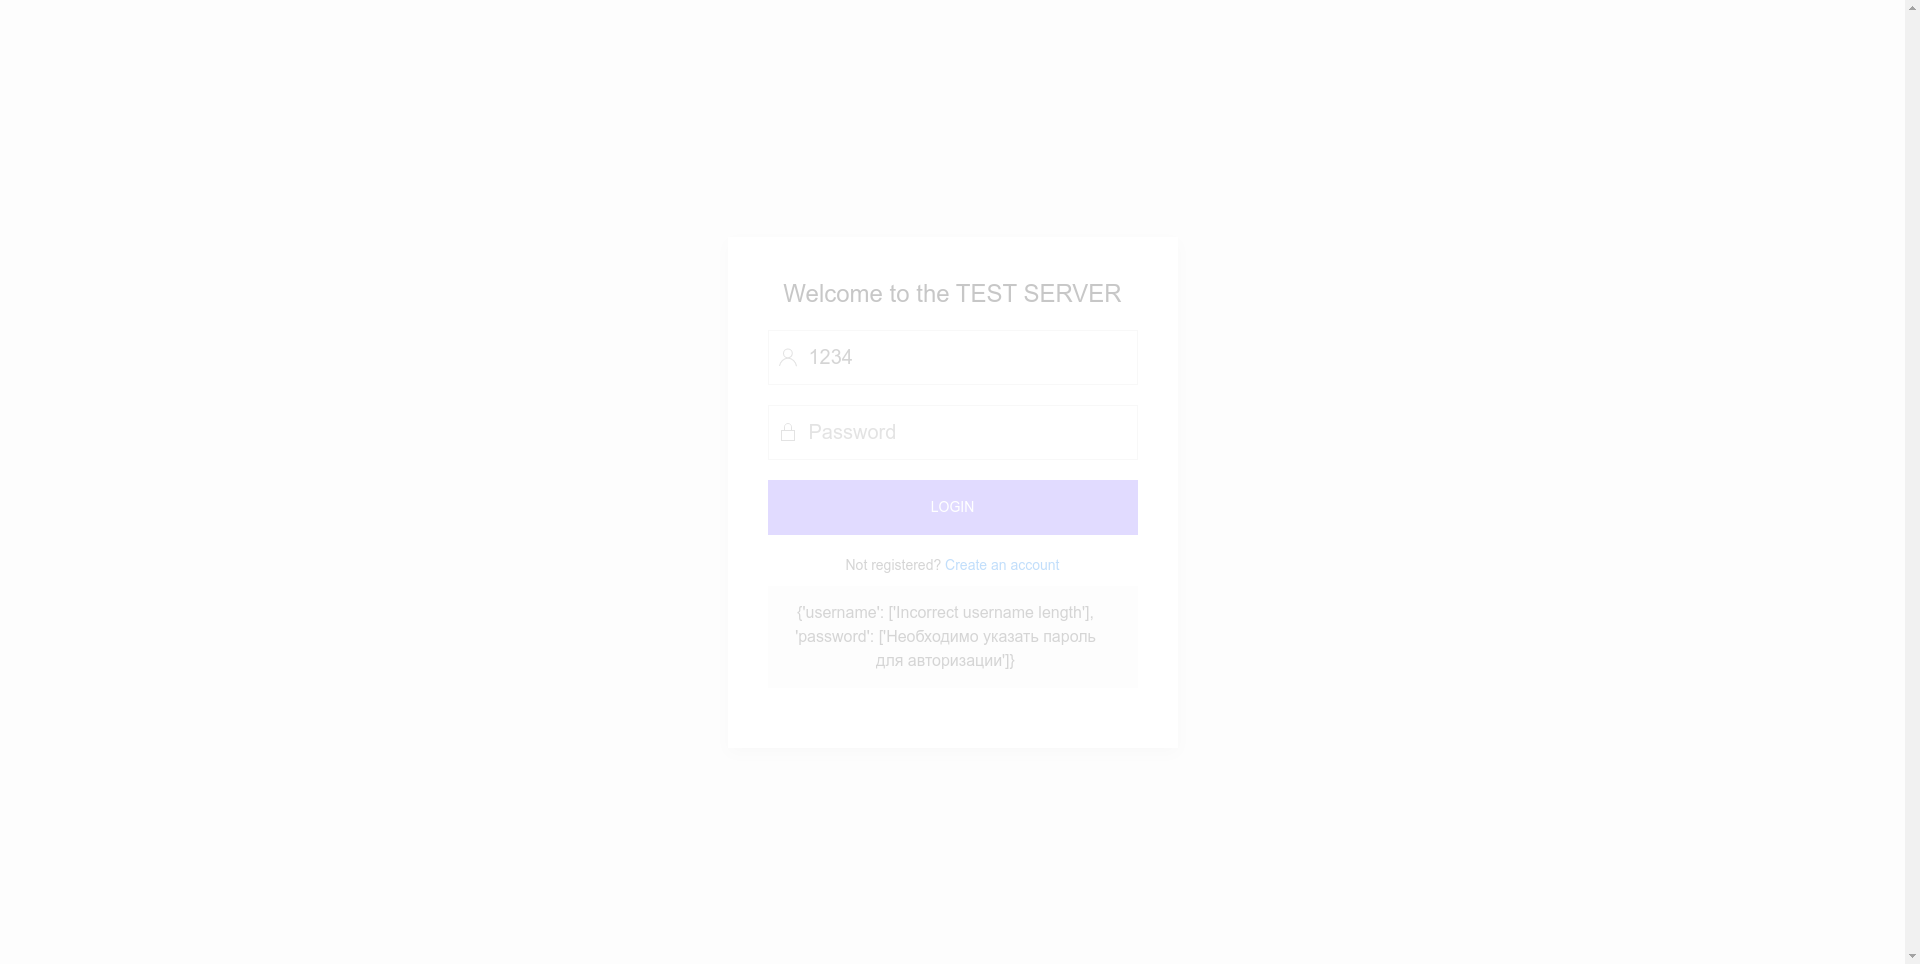 Welcome to the TEST SERVER
1234
Password
LOGIN
Not registered? Create an account
{'username': ['Incorrect username length'],
'password': ['Необходимо указать пароль
для авторизации']}